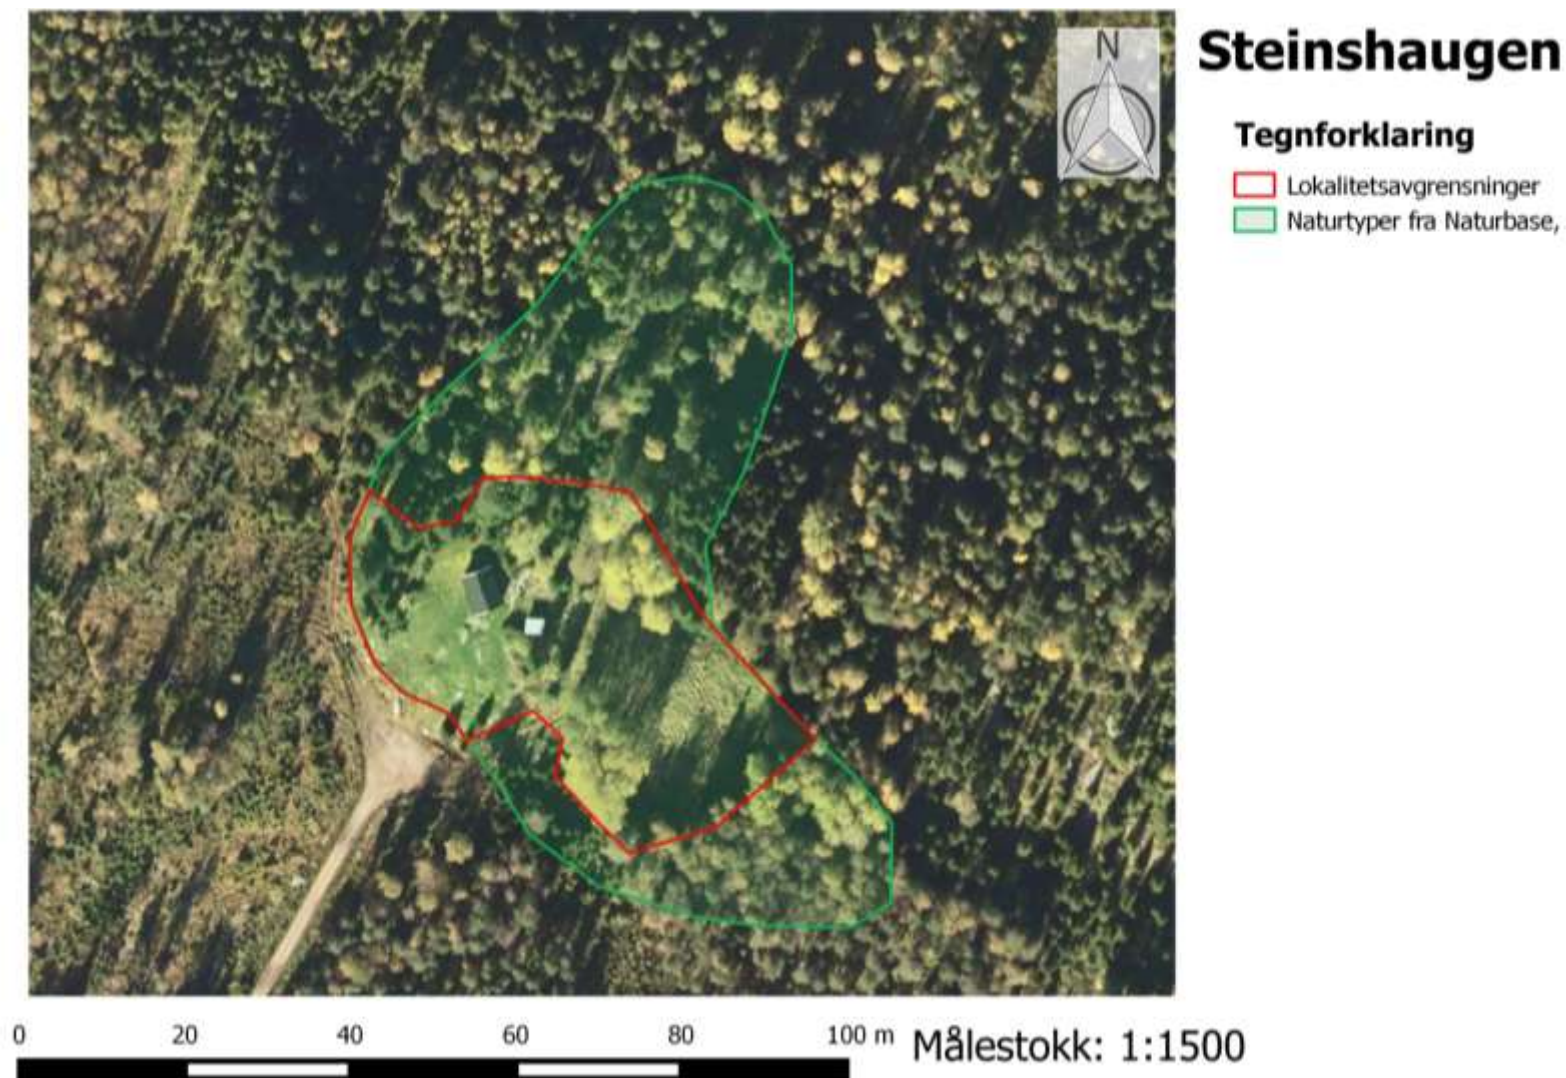 N
Steinshaugen
Tegnforklaring
Lokalitetsavgrensninger
Naturtyper fra Naturbase,
0 20 40 60 80 100 m
Målestokk: 1:1500